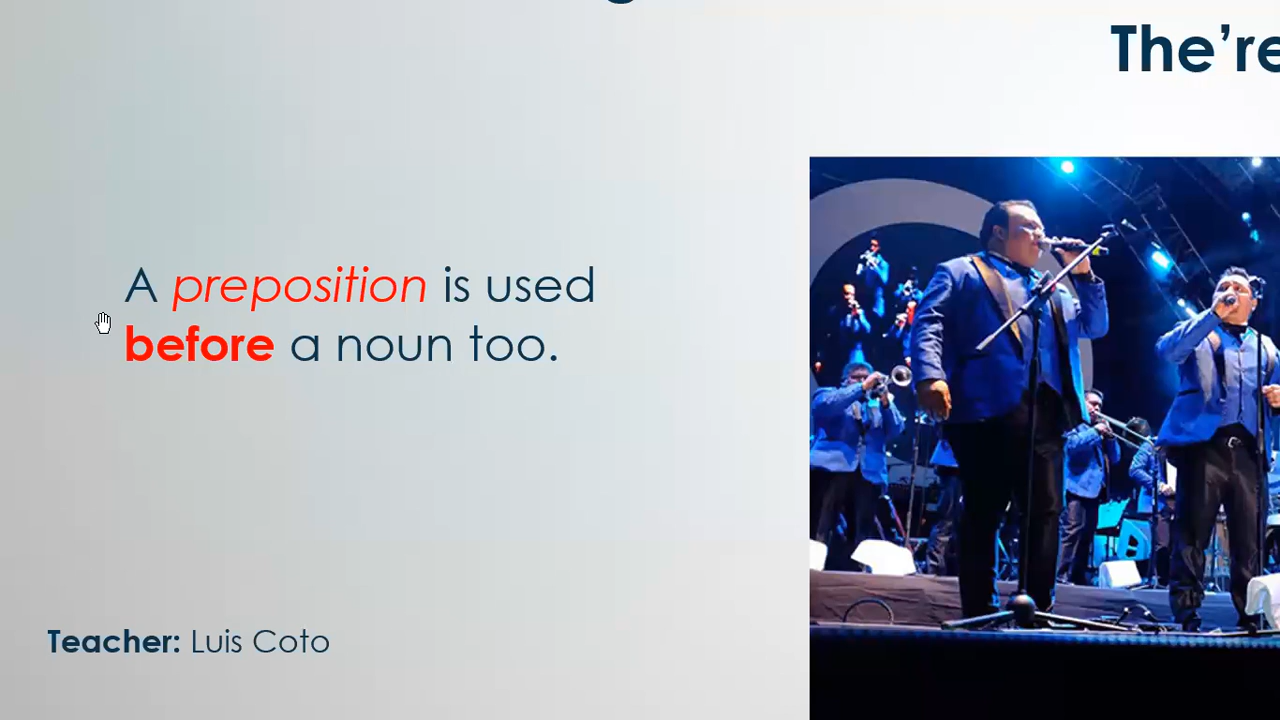 The're
A preposition is used
before a noun too.
Teacher: Luis Coto